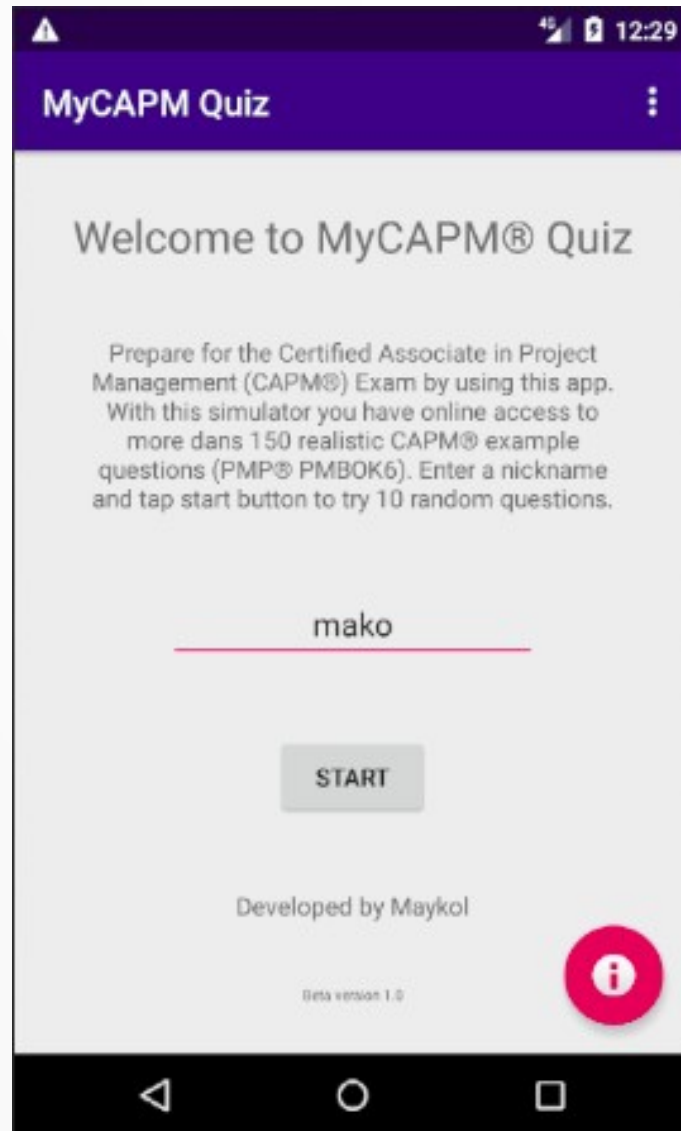 4G 12:29
MyCAPM Quiz
Welcome to MyCAPM® Quiz
Prepare for the Certified Associate in Project
Management (CAPM®) Exam by using this app.
With this simulator you have online access to
more dans 150 realistic CAPM® example
questions (PMP® PMBOK6). Enter a nickname
and tap start button to try 10 random questions.
mako
START
Developed by Maykol
Beta version 1.0